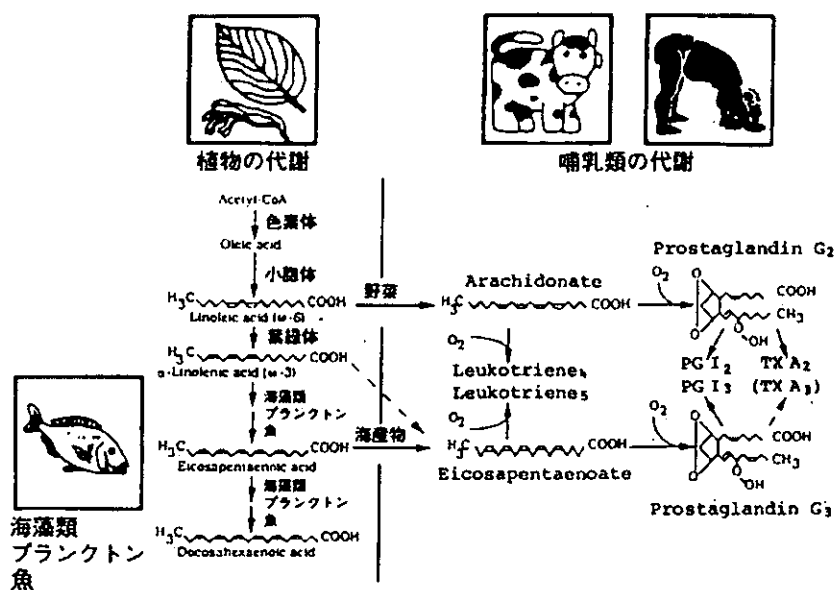 植物の代謝
哺乳類の代謝
Acetyl-CoA
色素体
Oleic acid
小胞体
H₃C COOH
Linoleic acid (ω-6)
野菜
葉緑体
H₃C COOH
α-Linolenic acid (ω-3)
海藻類
プランクトン
魚
H₃C COOH
Eicosapentaennic acid
海産物
海藻類
プランクトン
魚
H₃C COOH
Docosahexaenoic acid
海藻類
プランクトン
魚
Arachidonate
H₃C COOH
O₂
Leukotriene₄
Leukotriene₅
O₂
COOH
Eicosapentaenoate
Prostaglandin G₂
O₂
O
O
COOH
CH₃
O
OH
PG I₂ TX A₂
PG I₃ (TX A₃)
O₂
O
O
COOH
CH₃
O
OH
Prostaglandin G₃